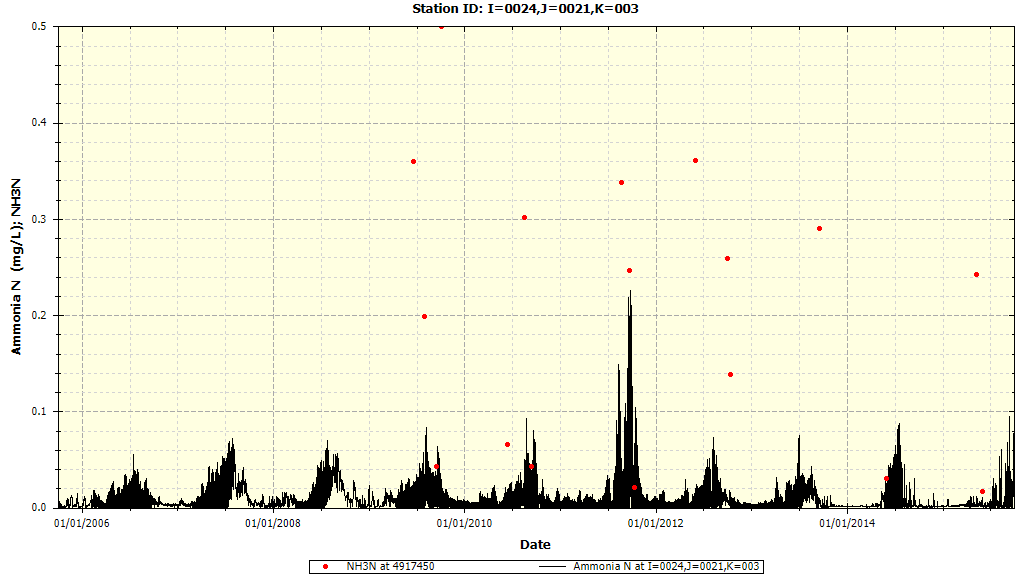 Station ID: I=0024,J=0021,K=003
0.5
0.4
0.3
0.2
0.1
0.0
Ammonia N (mg/L); NH3N
01/01/2006 01/01/2008 01/01/2010 01/01/2012 01/01/2014
Date
NH3N at 4917450 Ammonia N at I=0024,J=0021,K=003